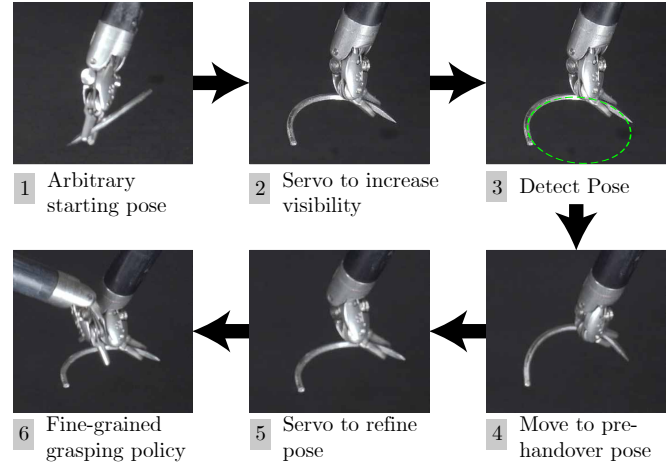 1 Arbitrary
starting pose
2 Servo to increase
visibility
3 Detect Pose
4 Move to pre-
handover pose
5 Servo to refine
pose
6 Fine-grained
grasping policy